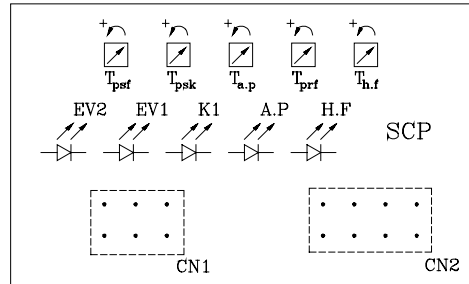 + + + + +
T_psf T_psk T_a.p T_prf T_h.f
EV2 EV1 K1 A.P H.F
SCP
CN1 CN2